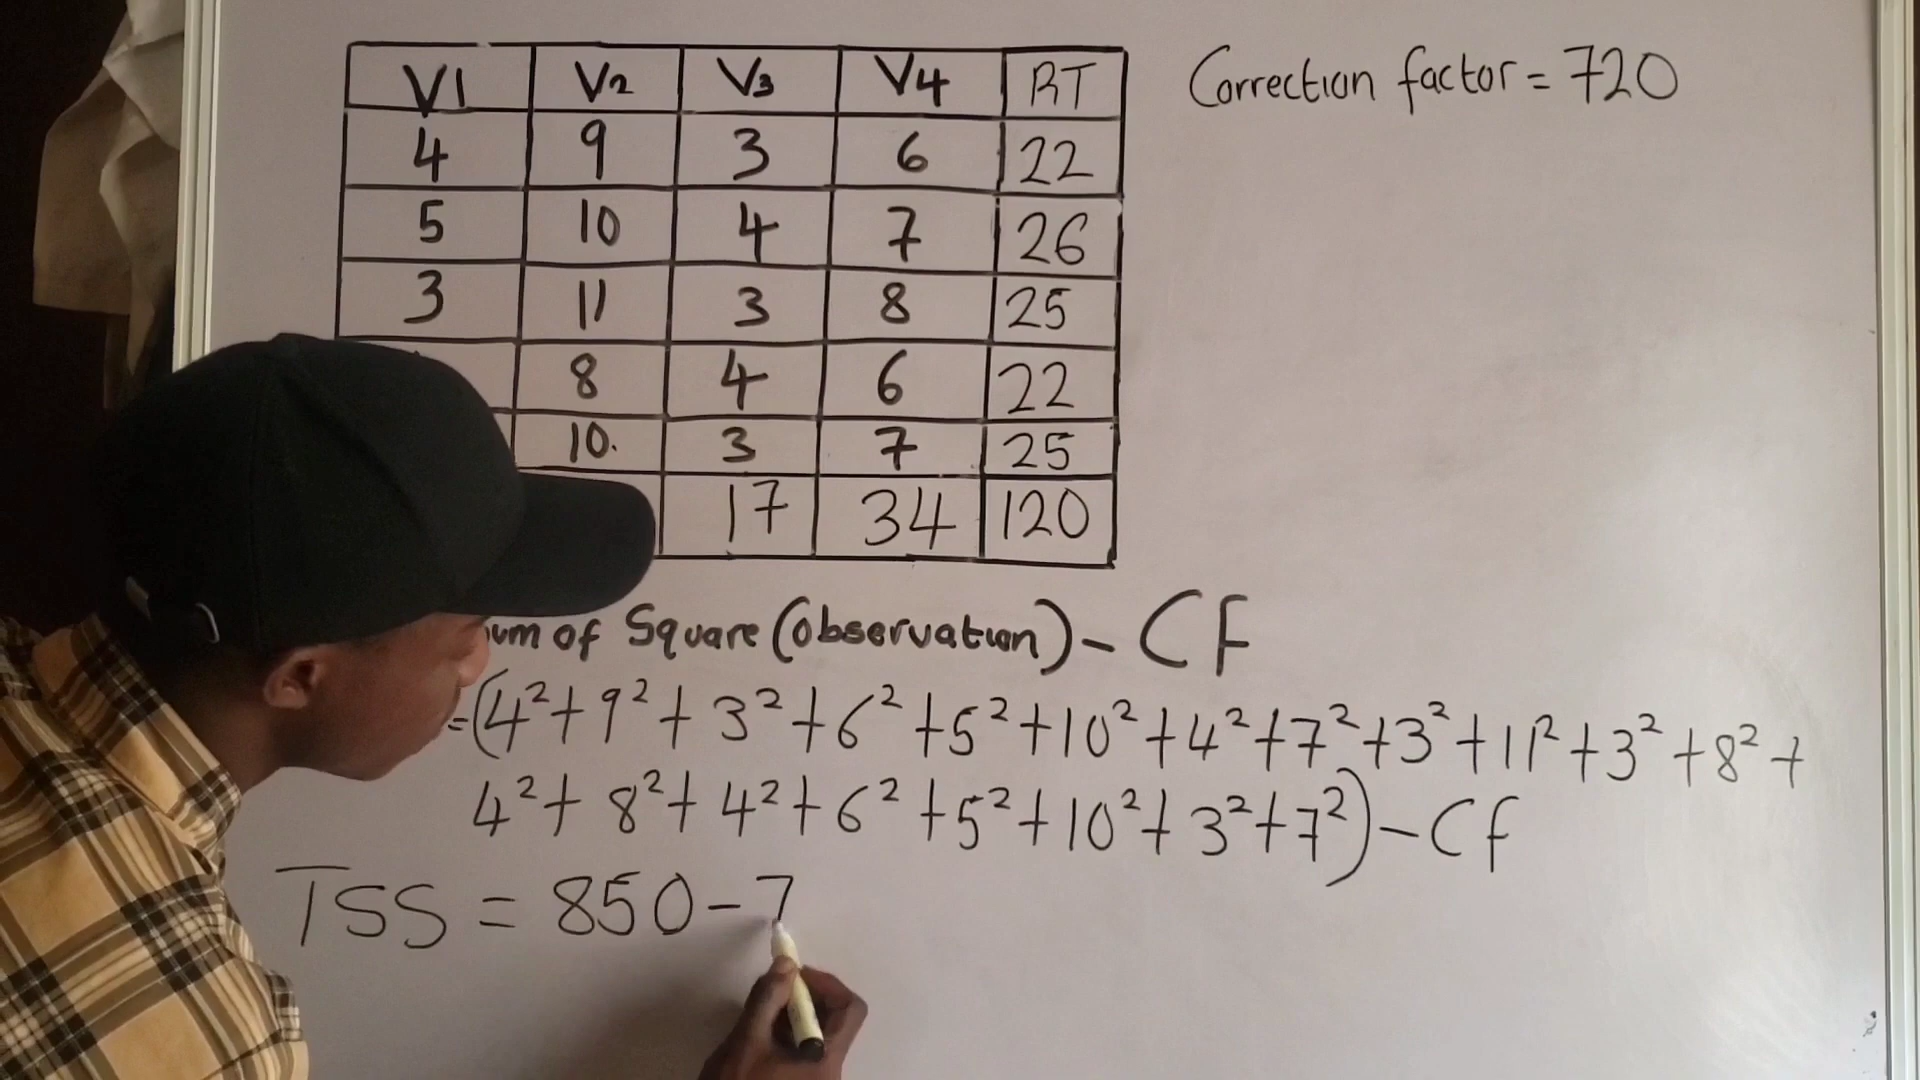 V1 V2 V3 V4 RT
4 9 3 6 22
5 10 4 7 26
3 11 3 8 25
8 4 6 22
10. 3 7 25
17 34 120
Correction factor = 720
of Square (observation) - CF
= (4² + 9² + 3² + 6² + 5² + 10² + 4² + 7² + 3² + 11² + 3² + 8² +
4² + 8² + 4² + 6² + 5² + 10² + 3² + 7²) - Cf
TSS = 850 - 7